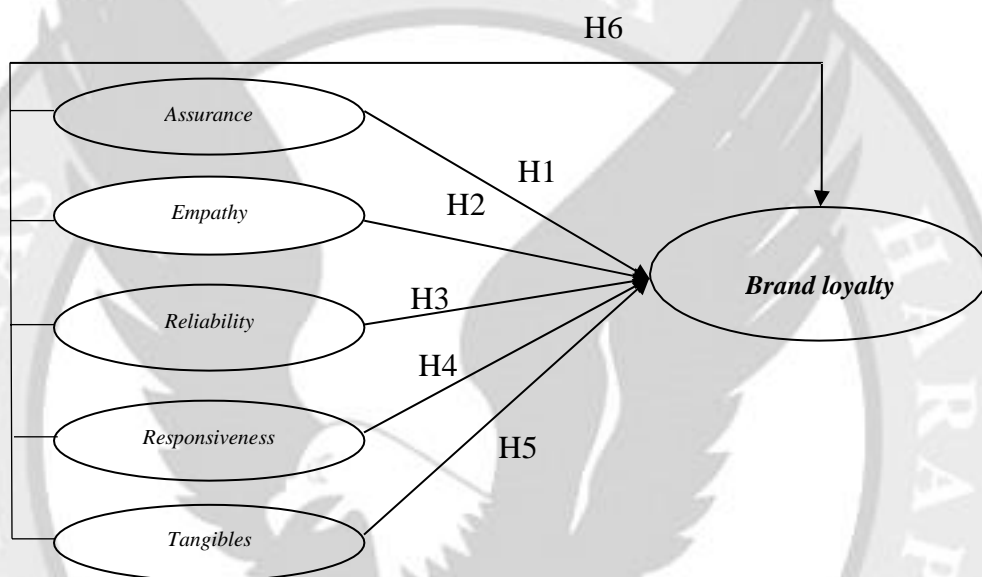 H6
Assurance
H1
Empathy
H2
Brand loyalty
Reliability
H3
H4
Responsiveness
H5
Tangibles